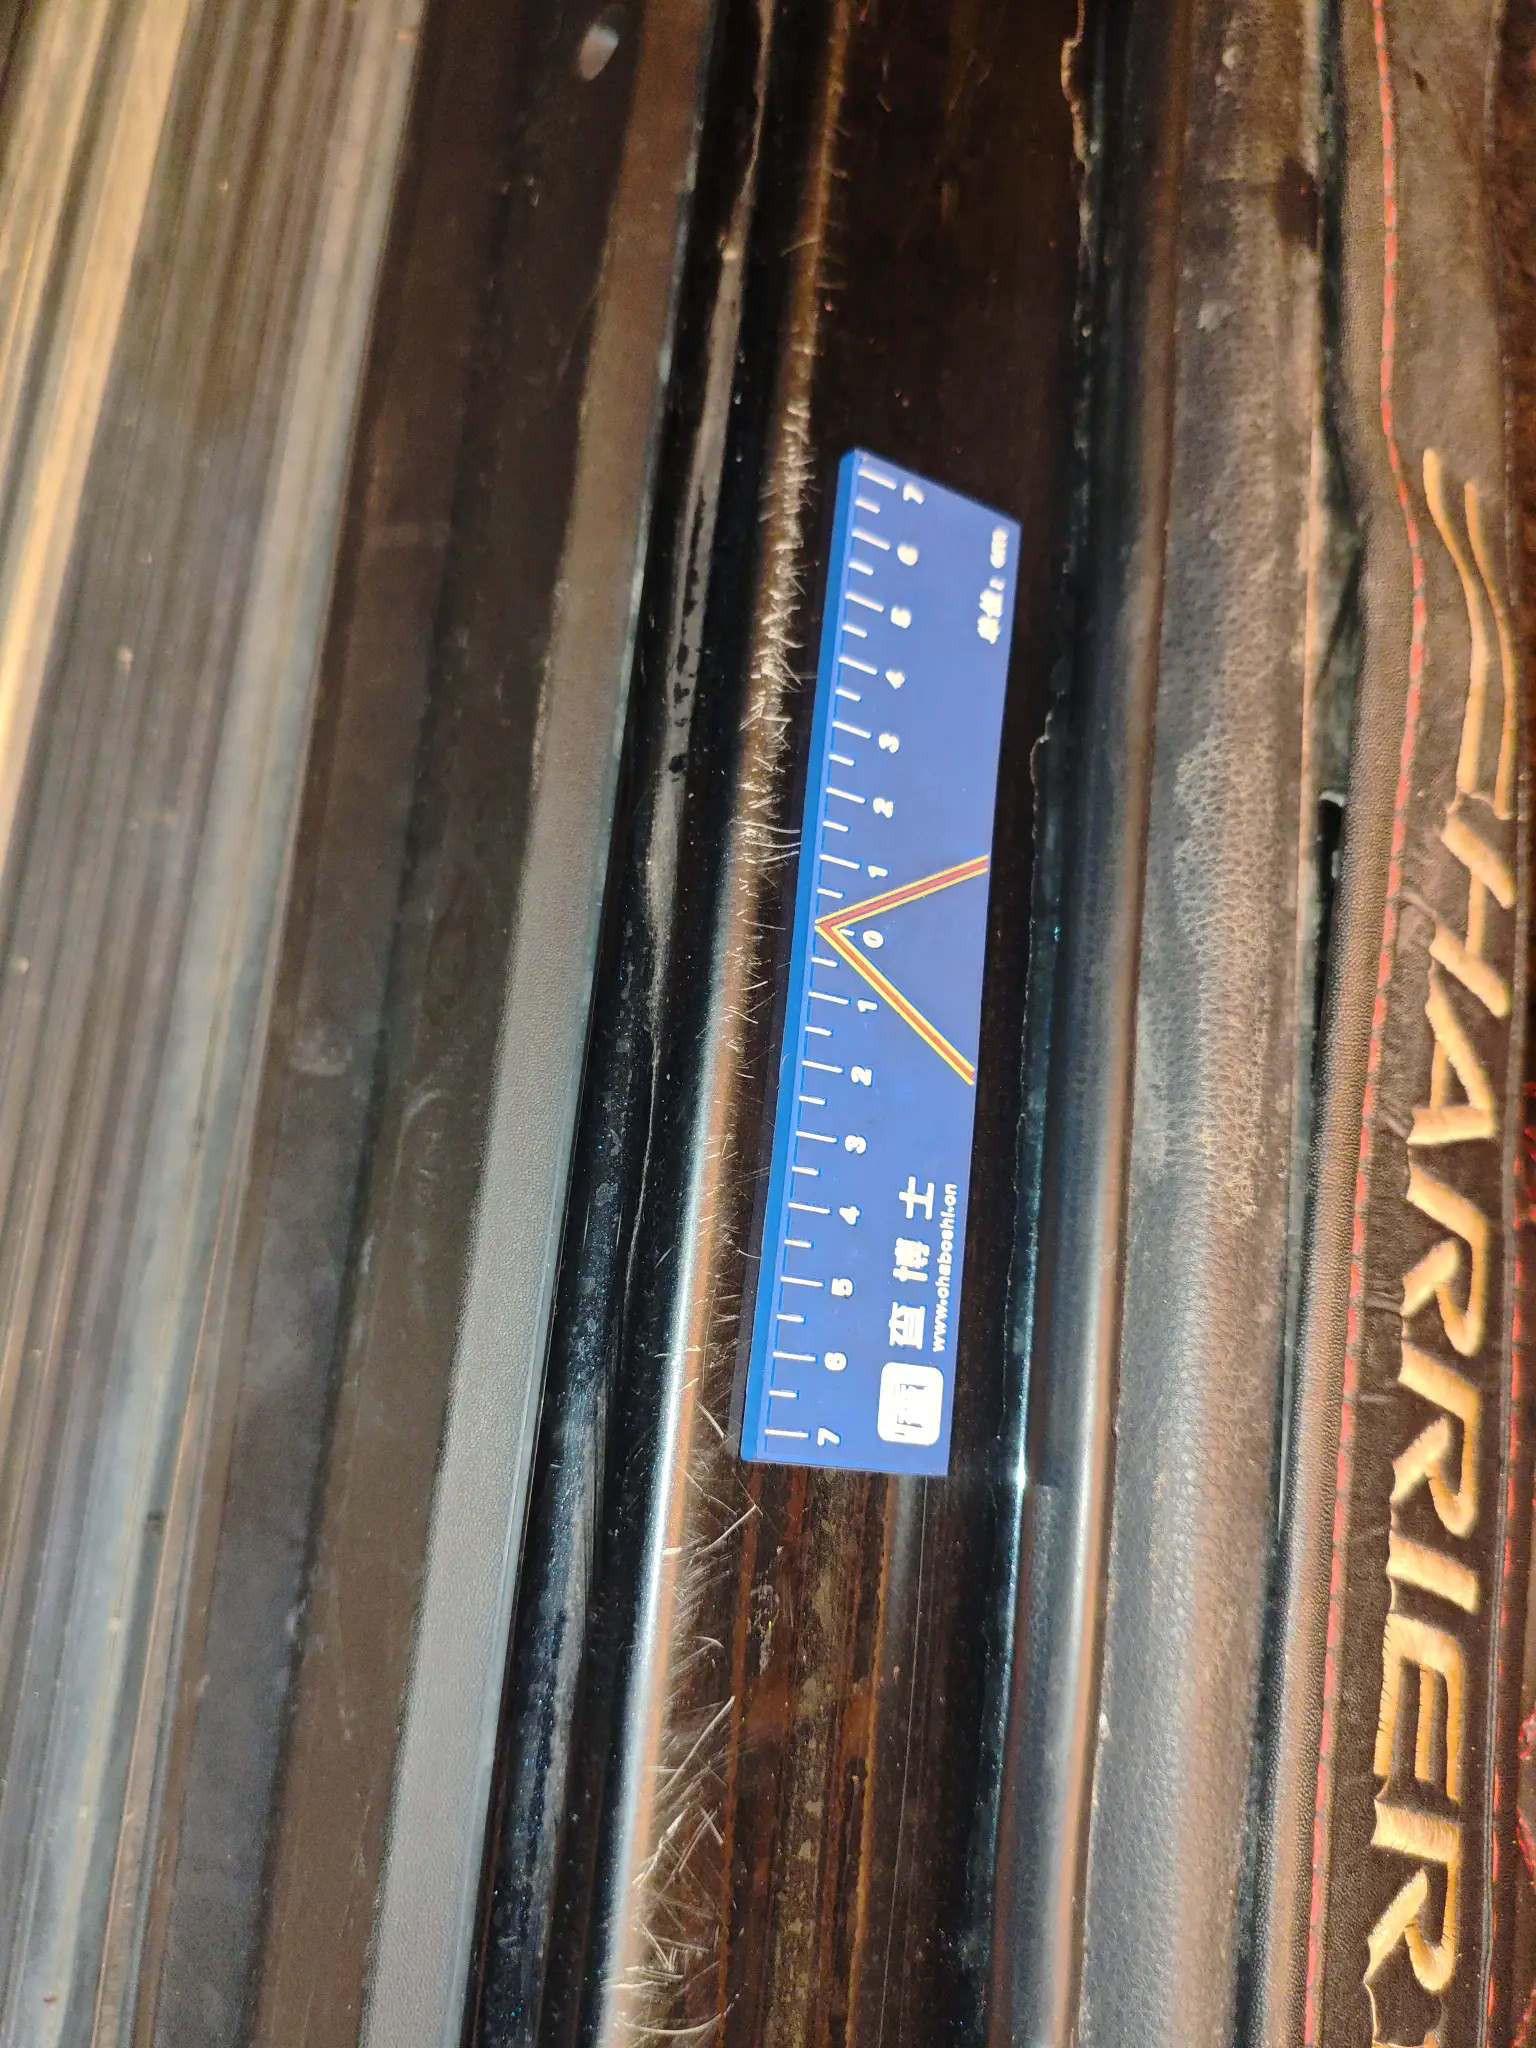 7 6 5 4 3 2 1 0 1 2 3 4 5 6 7
单位：cm
查博士
www.chaboshi.cn
HARRIER